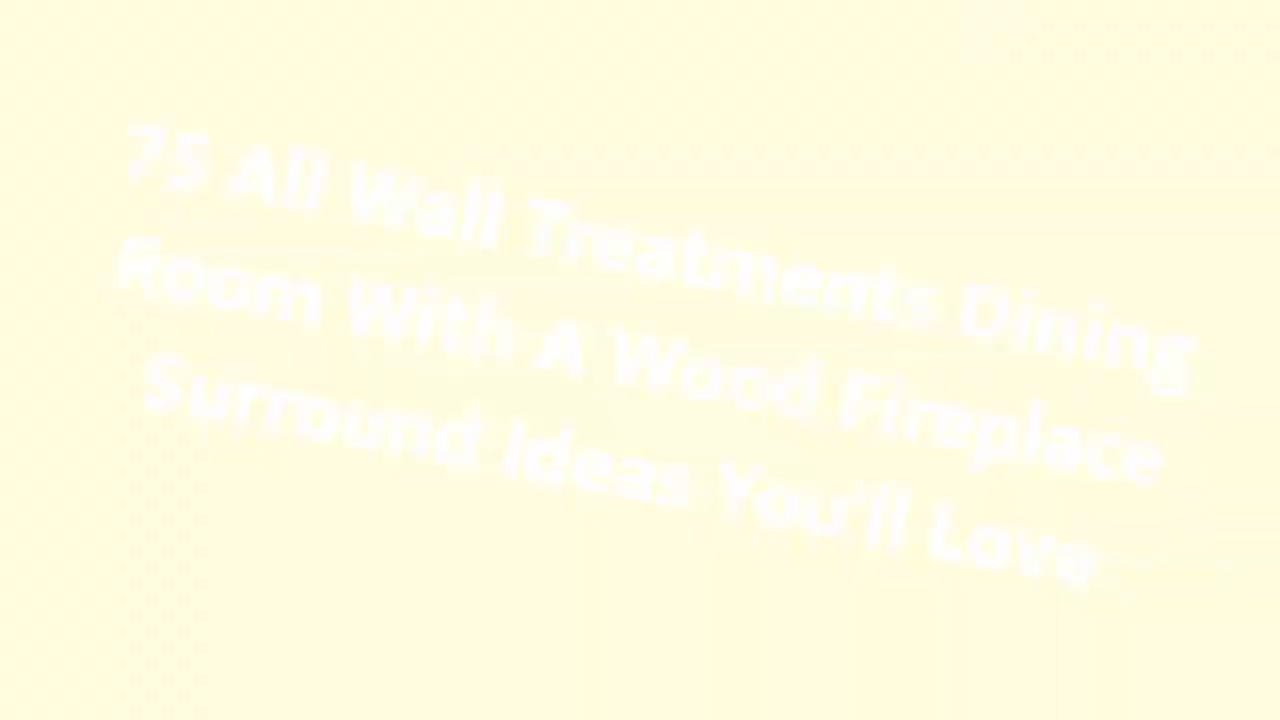 75 All Wall Treatments Dining
Room With A Wood Fireplace
Surround Ideas You'll Love